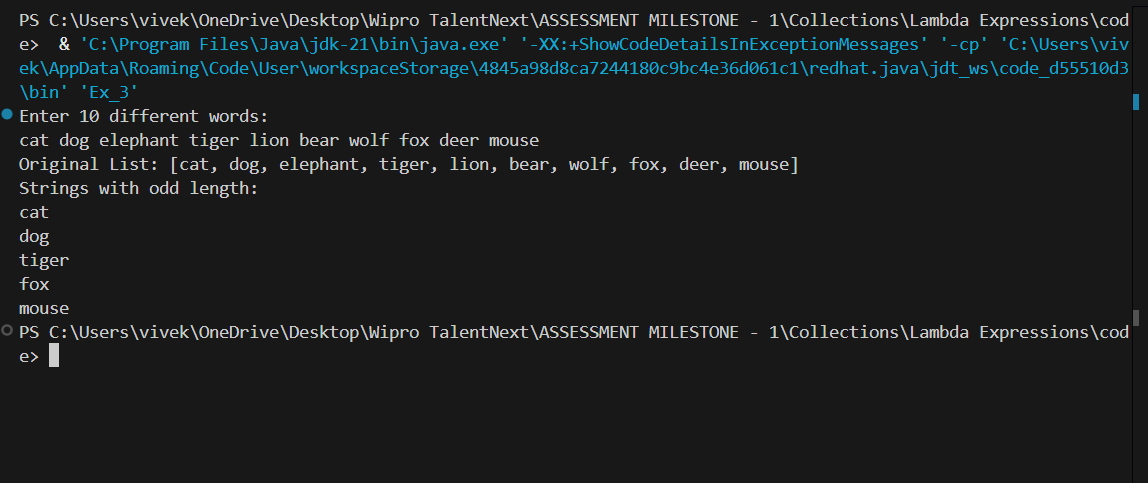 PS C:\Users\vivek\OneDrive\Desktop\Wipro TalentNext\ASSESSMENT MILESTONE - 1\Collections\Lambda Expressions\cod
e>  & 'C:\Program Files\Java\jdk-21\bin\java.exe' '-XX:+ShowCodeDetailsInExceptionMessages' '-cp' 'C:\Users\viv
ek\AppData\Roaming\Code\User\workspaceStorage\4845a98d8ca7244180c9bc4e36d061c1\redhat.java\jdt_ws\code_d55510d3
\bin' 'Ex_3'
Enter 10 different words:
cat dog elephant tiger lion bear wolf fox deer mouse
Original List: [cat, dog, elephant, tiger, lion, bear, wolf, fox, deer, mouse]
Strings with odd length:
cat
dog
tiger
fox
mouse
PS C:\Users\vivek\OneDrive\Desktop\Wipro TalentNext\ASSESSMENT MILESTONE - 1\Collections\Lambda Expressions\cod
e>